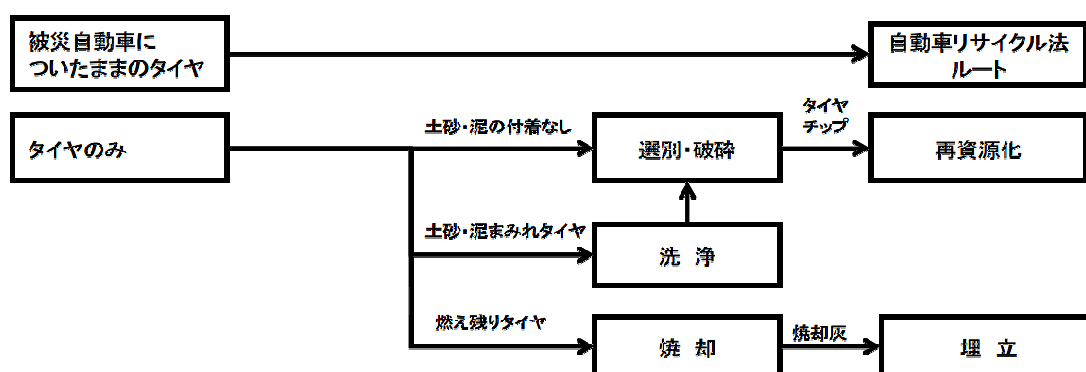 被災自動車に
ついたままのタイヤ
自動車リサイクル法
ルート
タイヤのみ
土砂・泥の付着なし
選別・破砕
タイヤ
チップ
再資源化
土砂・泥まみれタイヤ
洗 浄
燃え残りタイヤ
焼 却
焼却灰
埋 立